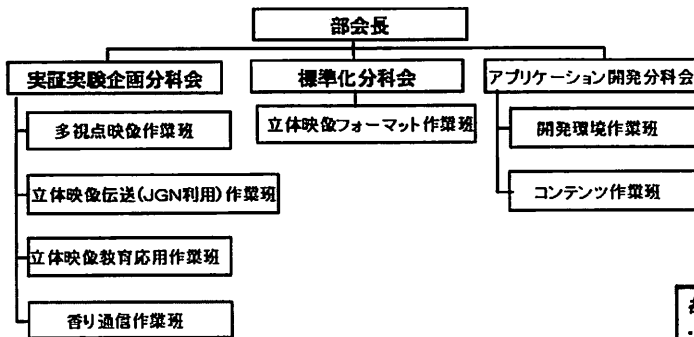 部会長
実証実験企画分科会
標準化分科会
アプリケーション開発分科会
多視点映像作業班
立体映像フォーマット作業班
開発環境作業班
立体映像伝送(JGN利用)作業班
コンテンツ作業班
立体映像教育応用作業班
香り通信作業班